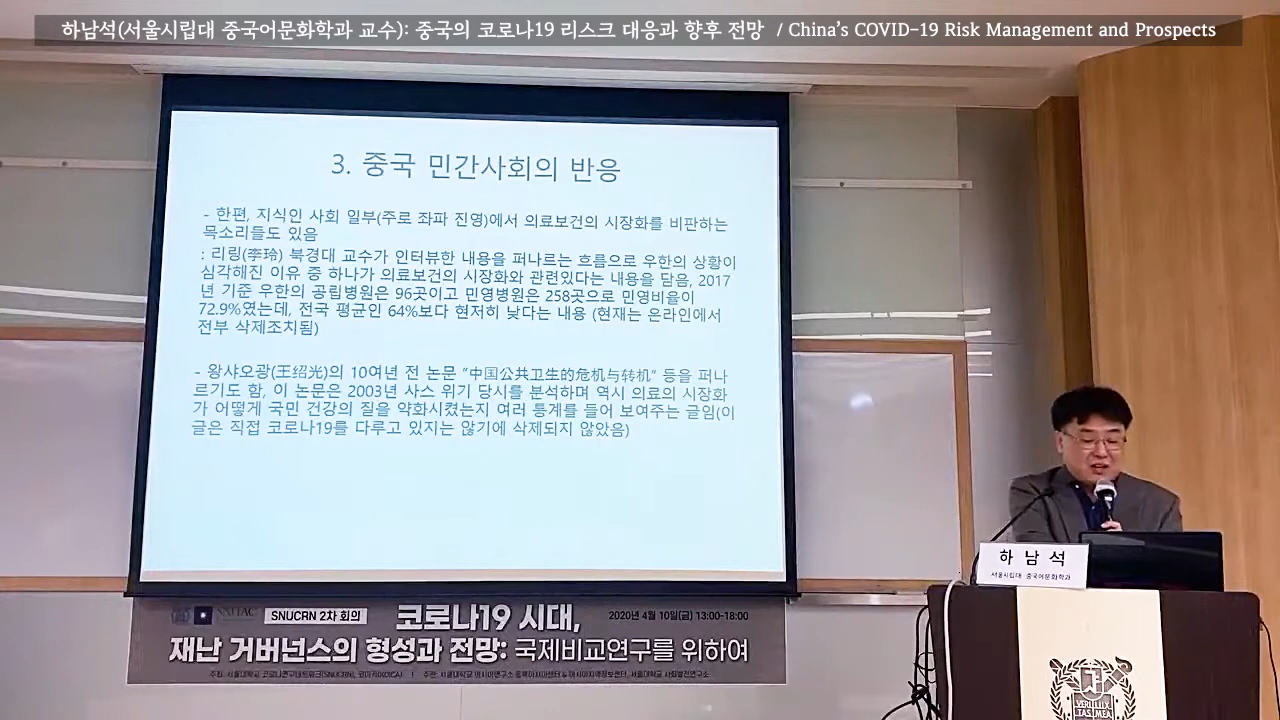 하남석(서울시립대 중국어문화학과 교수): 중국의 코로나19 리스크 대응과 향후 전망 / China's COVID-19 Risk Management and Prospects
3. 중국 민간사회의 반응
- 한편, 지식인 사회 일부(주로 좌파 진영)에서 의료보건의 시장화를 비판하는
목소리들도 있음
: 리링(李玲) 북경대 교수가 인터뷰한 내용을 퍼나르는 흐름으로 우한의 상황이
심각해진 이유 중 하나가 의료보건의 시장화와 관련있다는 내용을 담음, 2017
년 기준 우한의 공립병원은 96곳이고 민영병원은 258곳으로 민영비율이
72.9%였는데, 전국 평균인 64%보다 현저히 낮다는 내용 (현재는 온라인에서
전부 삭제조치됨)
- 왕샤오광(王绍光)의 10여년 전 논문 "中国公共卫生的危机与转机" 등을 퍼나
르기도 함, 이 논문은 2003년 사스 위기 당시를 분석하며 역시 의료의 시장화
가 어떻게 국민 건강의 질을 악화시켰는지 여러 통계를 들어 보여주는 글임(이
글은 직접 코로나19를 다루고 있지는 않기에 삭제되지 않았음)
하 남 석
서울시립대 중국어문화학과
SNUCRN 2차 회의
코로나19 시대,
2020년 4월 10일(금) 13:00-18:00
재난 거버넌스의 형성과 전망: 국제비교연구를 위하여
VERI LUX
TAS MEA